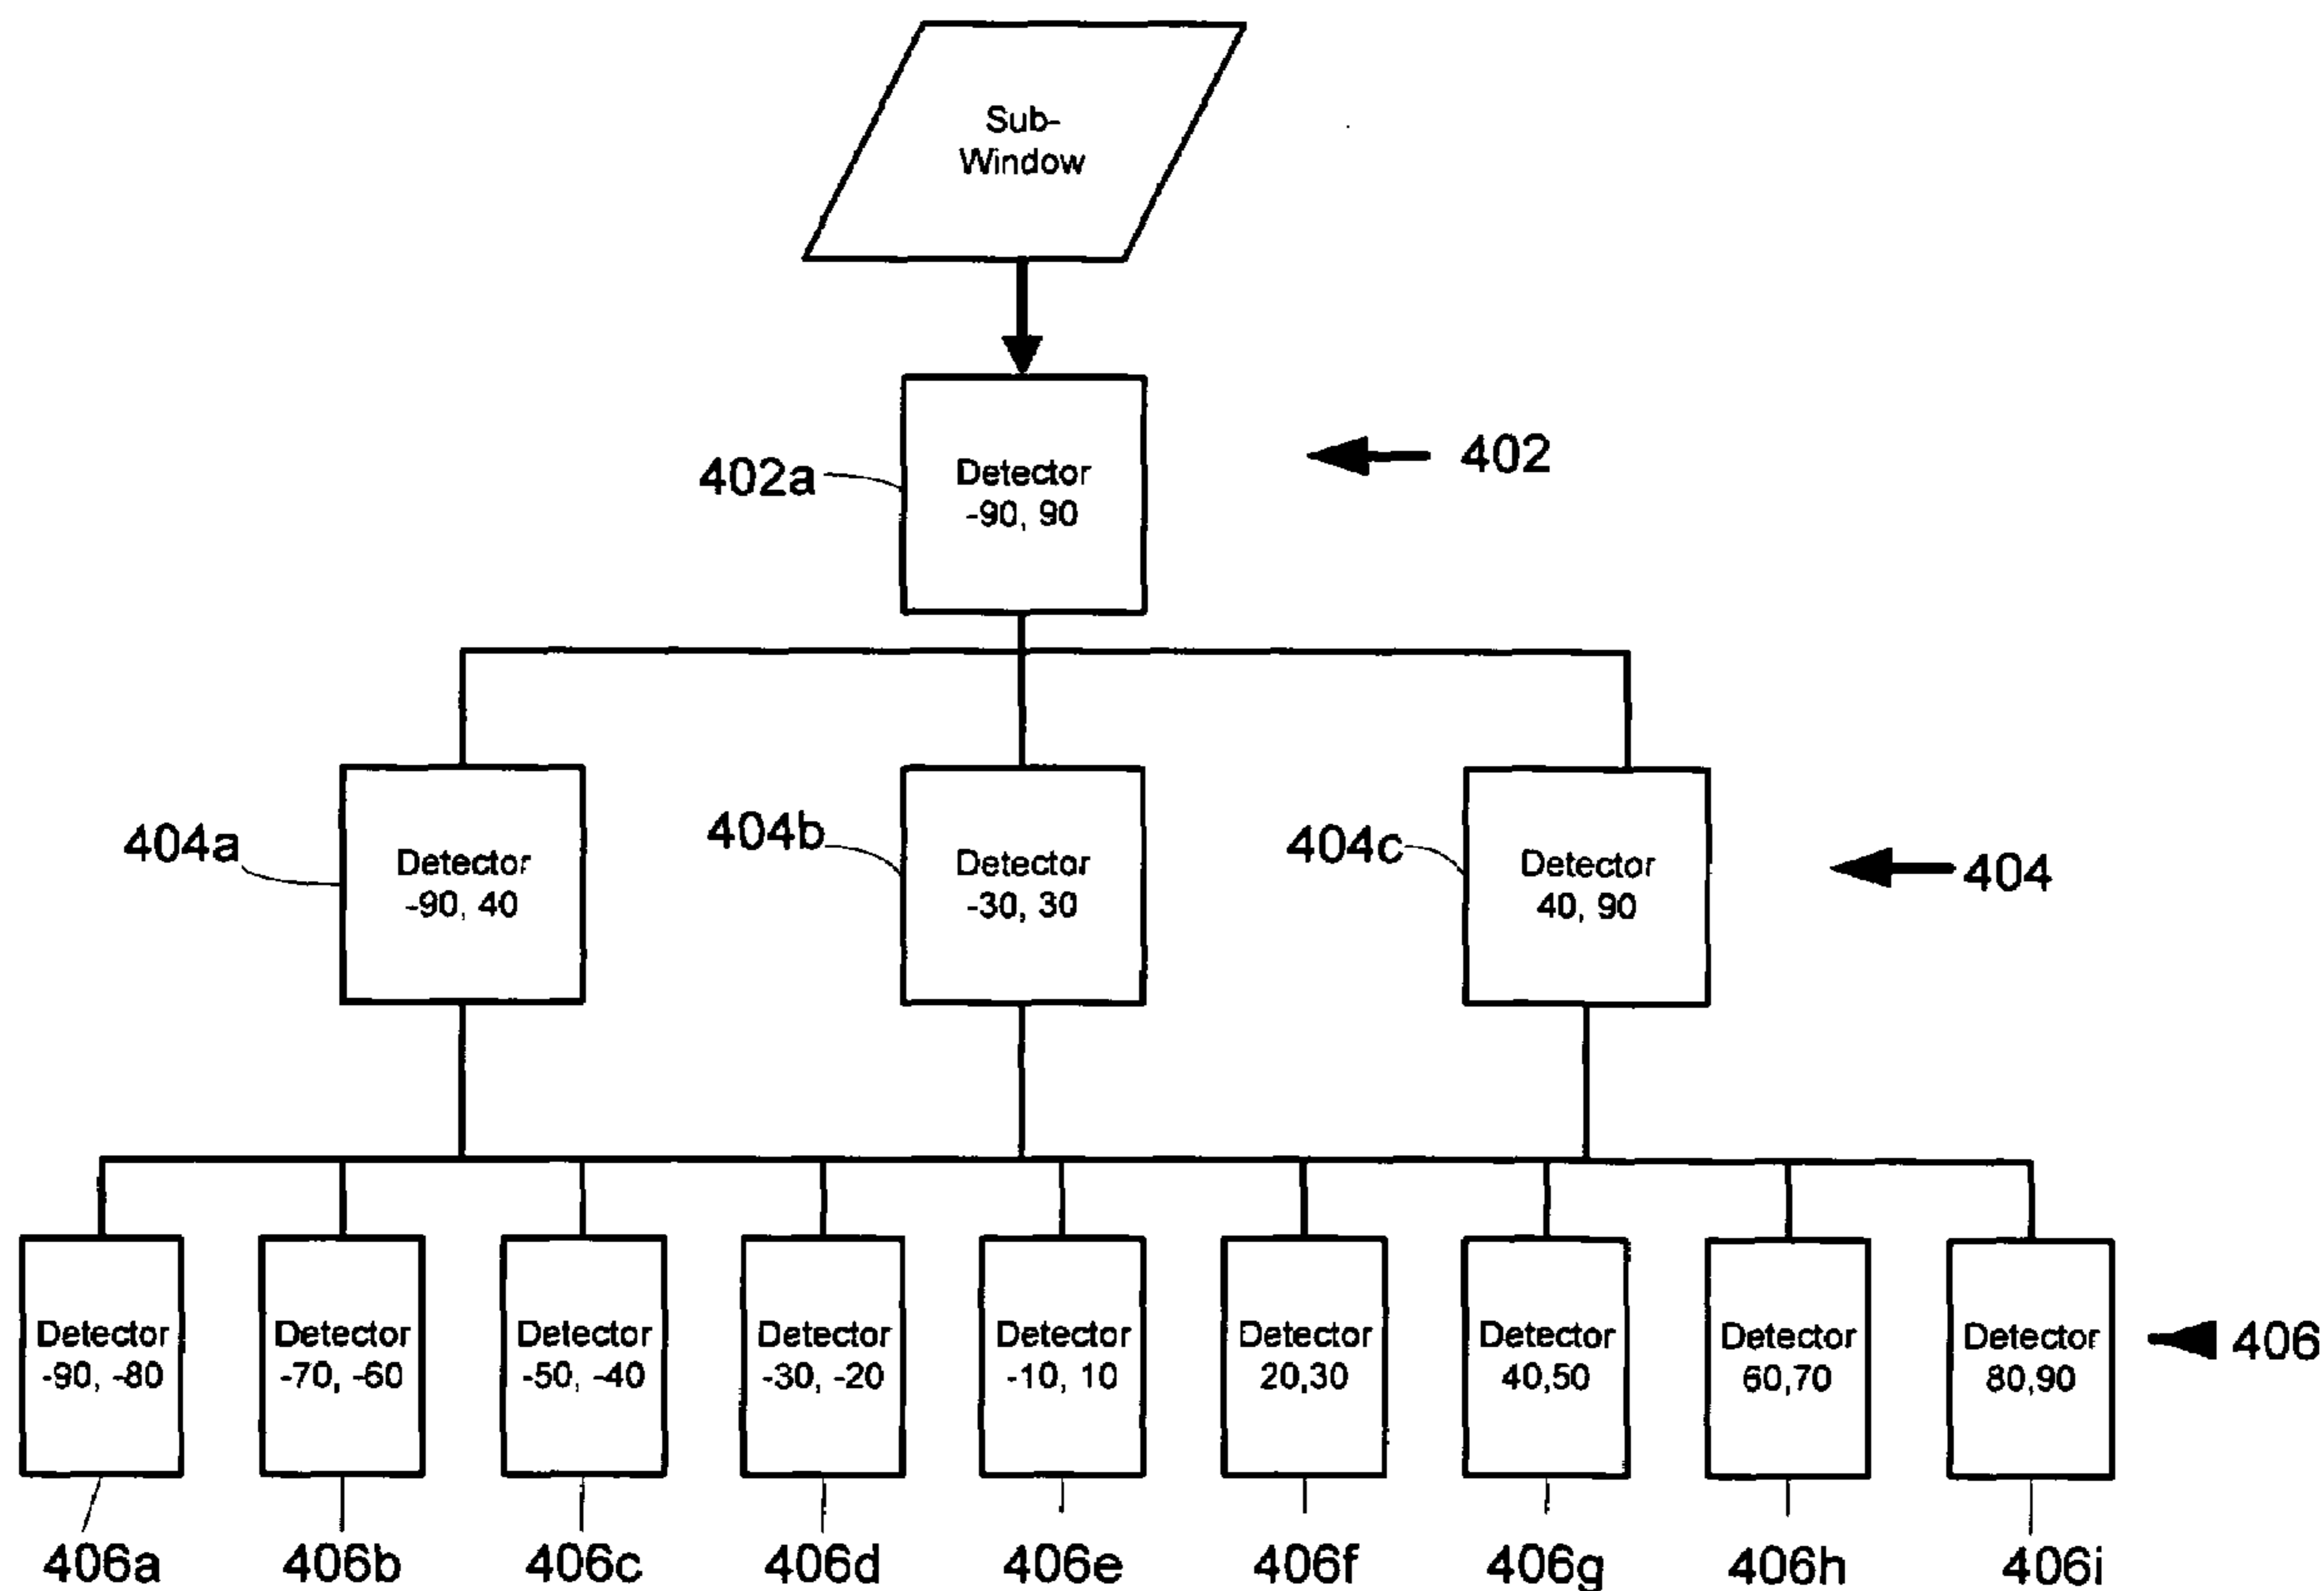 Sub-
Window
402
402a
Detector
-90, 90
404a
Detector
-90, 40
404b
Detector
-30, 30
404c
Detector
40, 90
404
Detector
-90, -80
Detector
-70, -60
Detector
-50, -40
Detector
-30, -20
Detector
-10, 10
Detector
20,30
Detector
40,50
Detector
60,70
Detector
80,90
406
406a
406b
406c
406d
406e
406f
406g
406h
406i